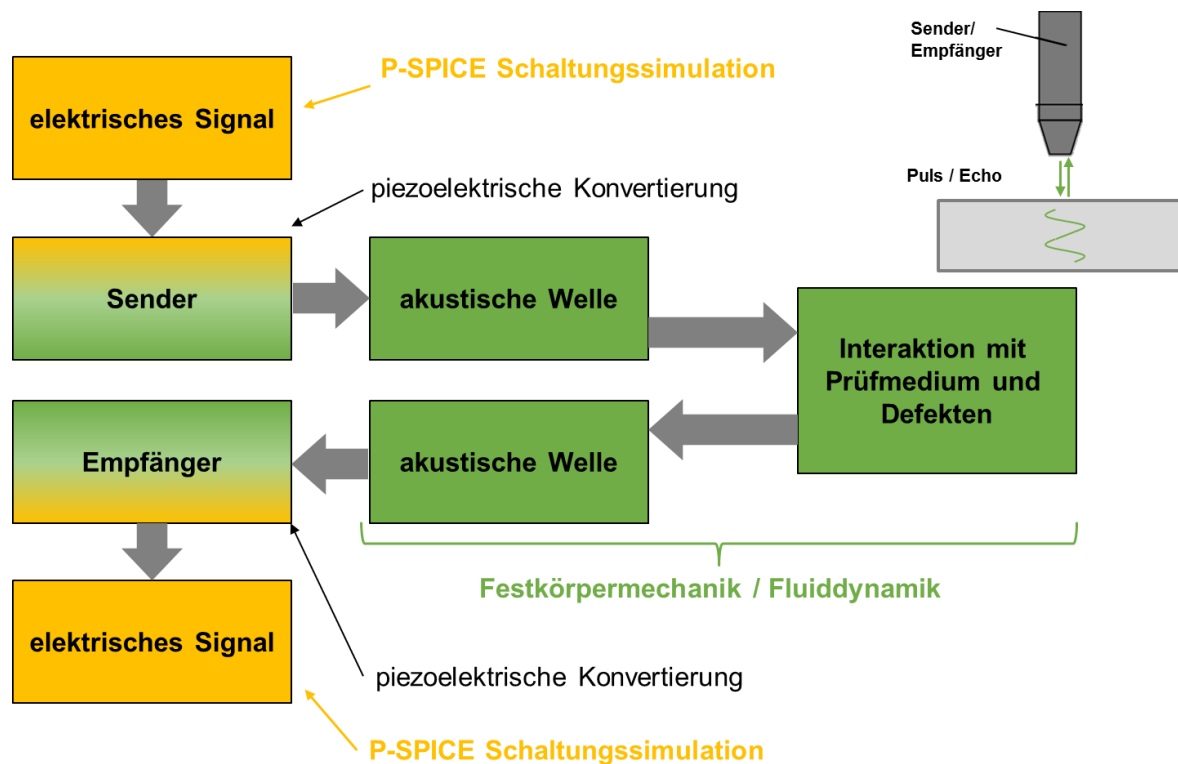 P-SPICE Schaltungssimulation
elektrisches Signal
Sender/
Empfänger
Puls / Echo
piezoelektrische Konvertierung
Sender
akustische Welle
Interaktion mit
Prüfmedium und
Defekten
Empfänger
akustische Welle
Festkörpermechanik / Fluiddynamik
elektrisches Signal
piezoelektrische Konvertierung
P-SPICE Schaltungssimulation